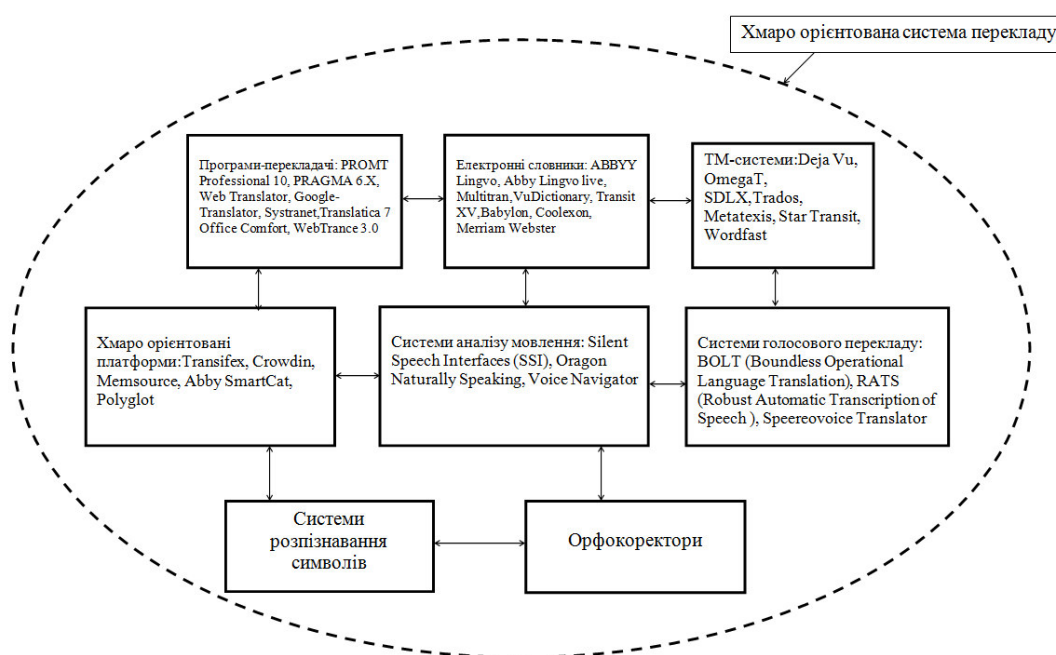 Хмаро орієнтована система перекладу
Програми-перекладачі: PROMT
Professional 10, PRAGMA 6.X,
Web Translator, Google-
Translator, Systranet,Translatica 7
Office Comfort, WebTrance 3.0
Електронні словники: ABBYY
Lingvo, Abby Lingvo live,
Multitran,VuDictionary, Transit
XV,Babylon, Coolexon,
Merriam Webster
ТМ-системи:Deja Vu,
OmegaT,
SDLX,Trados,
Metatexis, Star Transit,
Wordfast
Хмаро орієнтовані
платформи:Transifex, Crowdin,
Memsource, Abby SmartCat,
Polyglot
Системи аналізу мовлення: Silent
Speech Interfaces (SSI), Oragon
Naturally Speaking, Voice Navigator
Системи голосового перекладу:
BOLT (Boundless Operational
Language Translation), RATS
(Robust Automatic Transcription of
Speech ), Speereovoice Translator
Системи
розпізнавання
символів
Орфокоректори